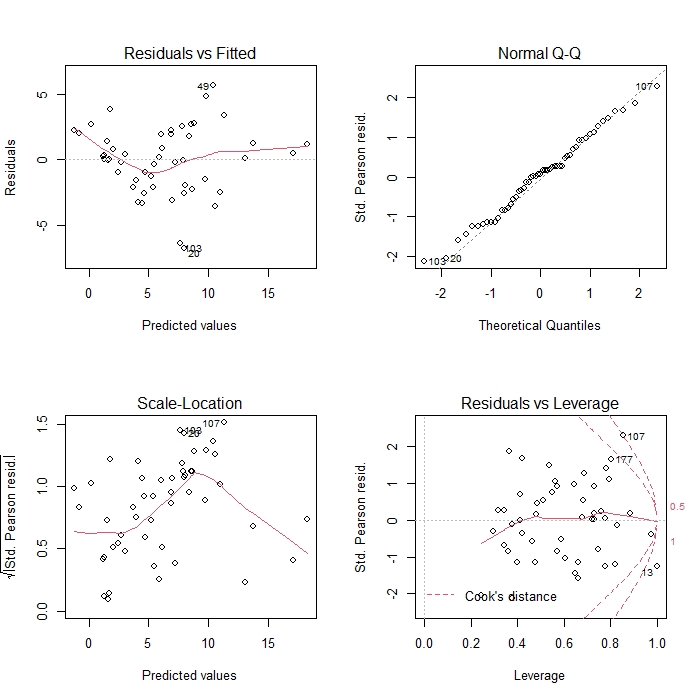 Residuals vs Fitted
Residuals
5
0
-5
49
103
20
0 5 10 15
Predicted values
Normal Q-Q
Std. Pearson resid.
2
1
0
-1
-2
107
103
20
-2 -1 0 1 2
Theoretical Quantiles
Scale-Location
√|Std. Pearson resid.|
1.5
1.0
0.5
0.0
107
103
20
0 5 10 15
Predicted values
Residuals vs Leverage
Std. Pearson resid.
2
1
0
-1
-2
107
177
0.5
1
13
Cook's distance
0.0 0.2 0.4 0.6 0.8 1.0
Leverage